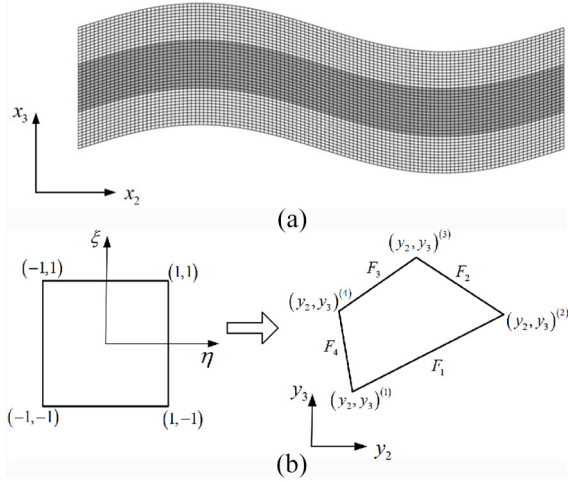 x₃
x₂
(a)
ξ
(-1,1)
(1,1)
η
(-1,-1)
(1,-1)
(y₂, y₃)⁽³⁾
F₃
F₂
(y₂, y₃)⁽⁴⁾
(y₂, y₃)⁽²⁾
F₄
F₁
y₃
(y₂, y₃)⁽¹⁾
y₂
(b)